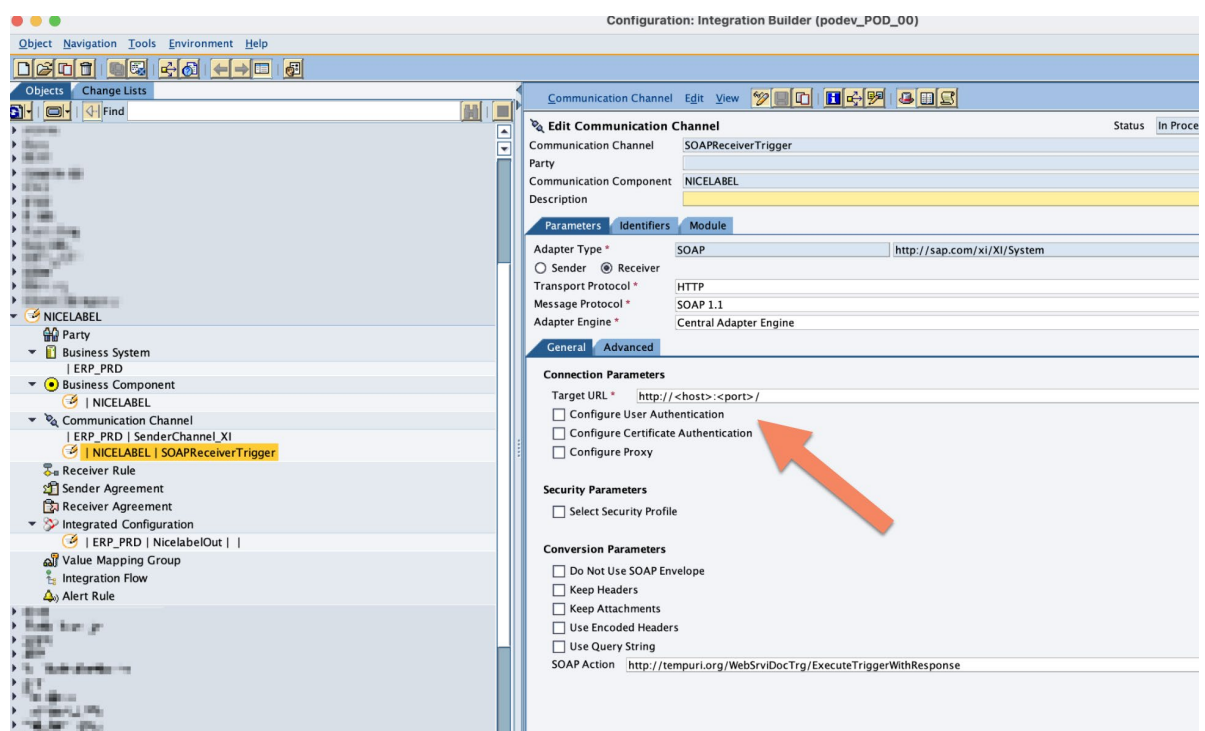 Configuration: Integration Builder (podev_POD_00)
Object Navigation Tools Environment Help
Objects Change Lists
Find
NICELABEL
Party
Business System
| ERP_PRD
Business Component
| NICELABEL
Communication Channel
| ERP_PRD | SenderChannel_XI
| NICELABEL | SOAPReceiverTrigger
Receiver Rule
Sender Agreement
Receiver Agreement
Integrated Configuration
| ERP_PRD | NicelabelOut | |
Value Mapping Group
Integration Flow
Alert Rule
Communication Channel Edit View
Edit Communication Channel Status In Proce
Communication Channel SOAPReceiverTrigger
Party
Communication Component NICELABEL
Description
Parameters Identifiers Module
Adapter Type * SOAP http://sap.com/xi/XI/System
Sender Receiver
Transport Protocol * HTTP
Message Protocol * SOAP 1.1
Adapter Engine * Central Adapter Engine
General Advanced
Connection Parameters
Target URL * http://<host>:<port>/
Configure User Authentication
Configure Certificate Authentication
Configure Proxy
Security Parameters
Select Security Profile
Conversion Parameters
Do Not Use SOAP Envelope
Keep Headers
Keep Attachments
Use Encoded Headers
Use Query String
SOAP Action http://tempuri.org/WebSrviDocTrg/ExecuteTriggerWithResponse